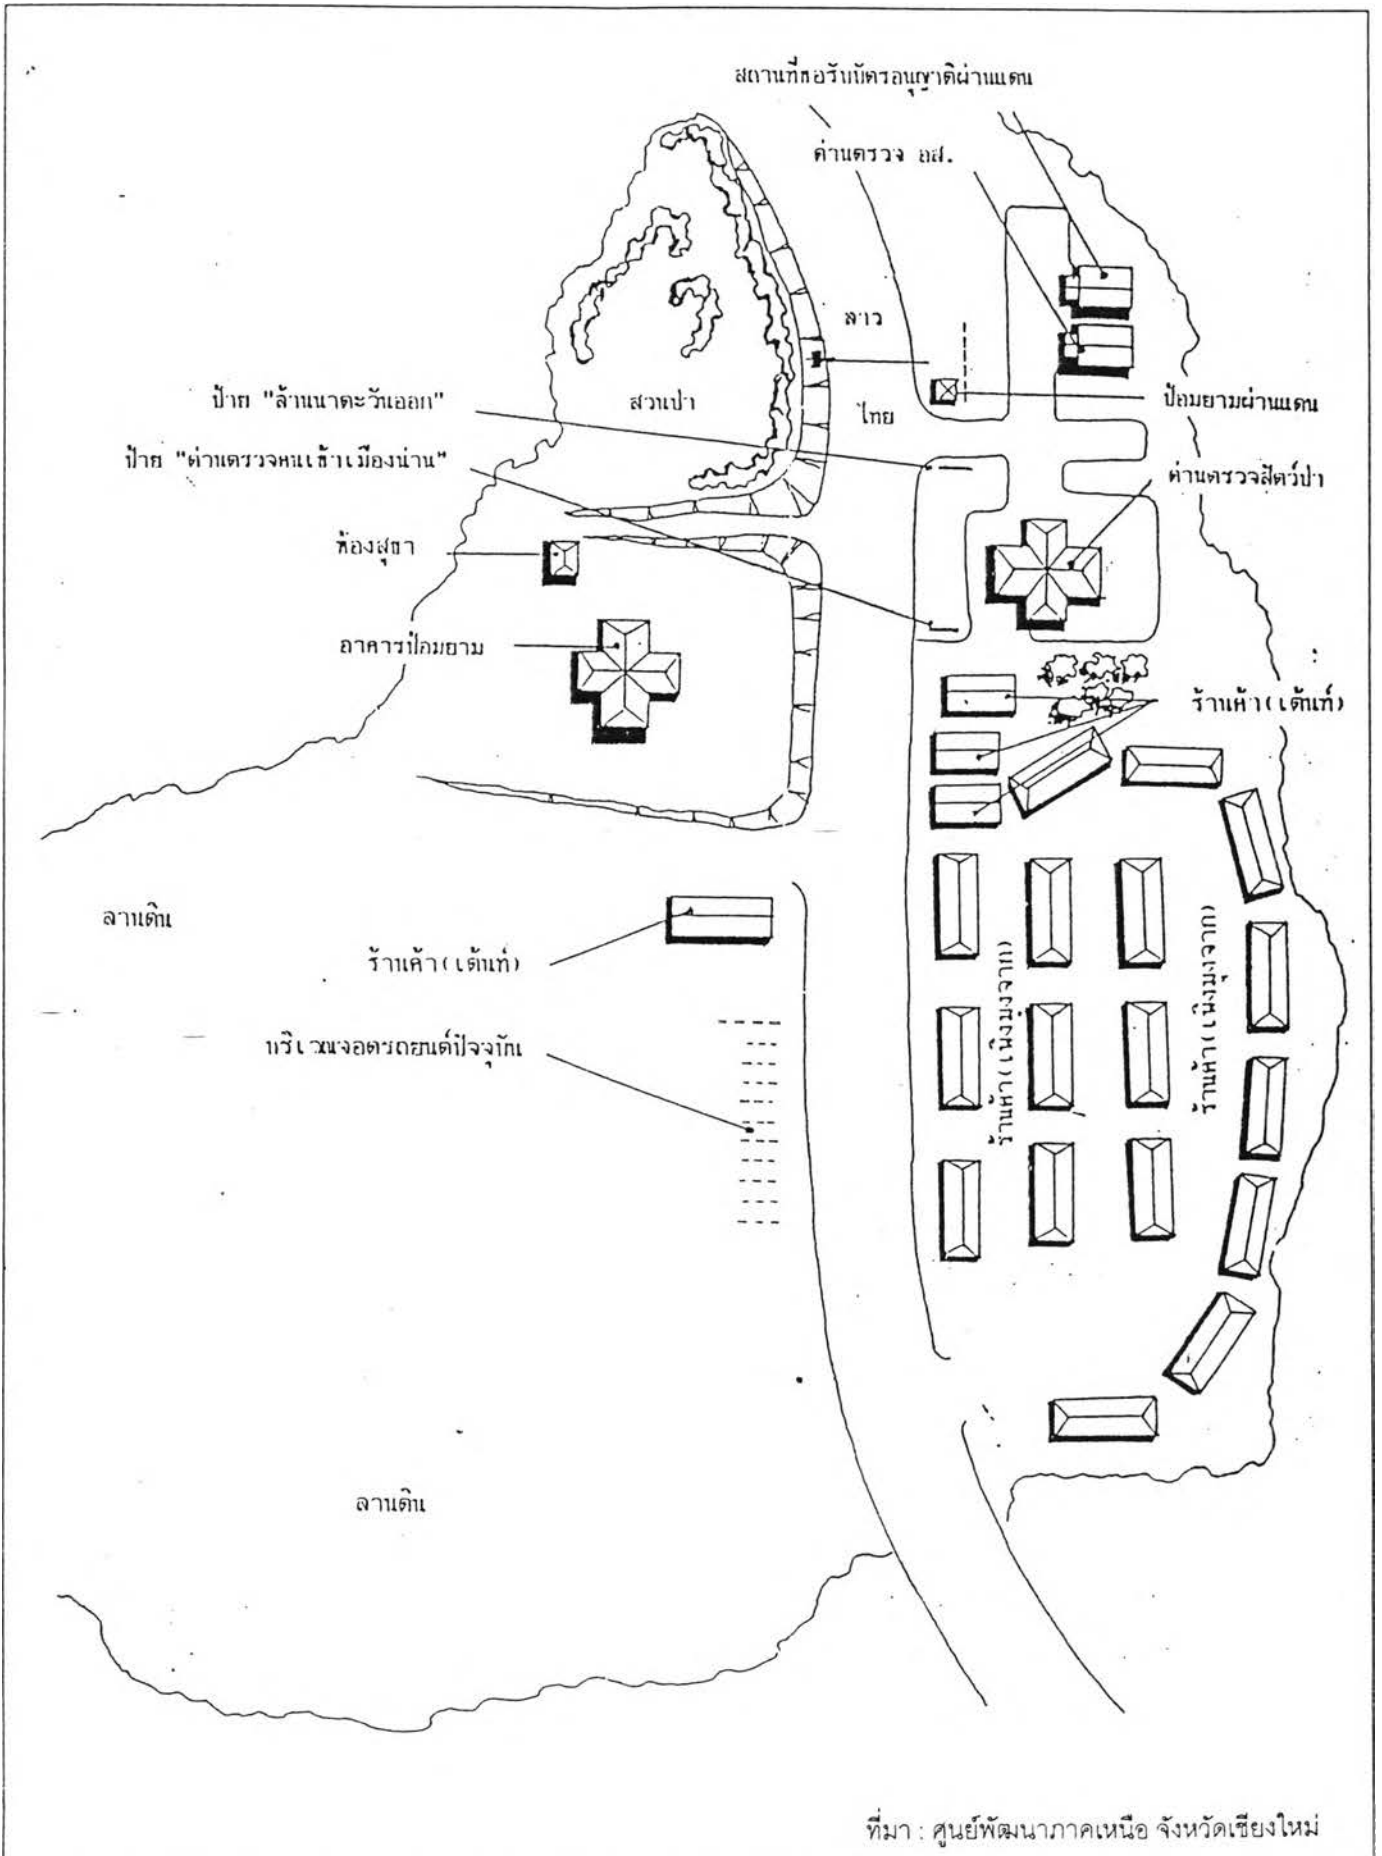 สถานที่ขอรับบัตรอนุญาติผ่านแดน
ด่านตรวจ อส.
ลาว
ป้าย "ล้านนาตะวันออก"
สวนป่า
ไทย
ป้อมยามผ่านแดน
ป้าย "ด่านตรวจคนเข้าเมืองน่าน"
ด่านตรวจสัตว์ป่า
ห้องสุขา
อาคารป้อมยาม
ร้านค้า(เต้นท์)
ลานดิน
ร้านค้า(เต้นท์)
ร้านค้า(เพิงมุงจาก)
ร้านค้า(เพิงมุงจาก)
บริเวณจอดรถยนต์ปัจจุบัน
ลานดิน
ที่มา : ศูนย์พัฒนาภาคเหนือ จังหวัดเชียงใหม่